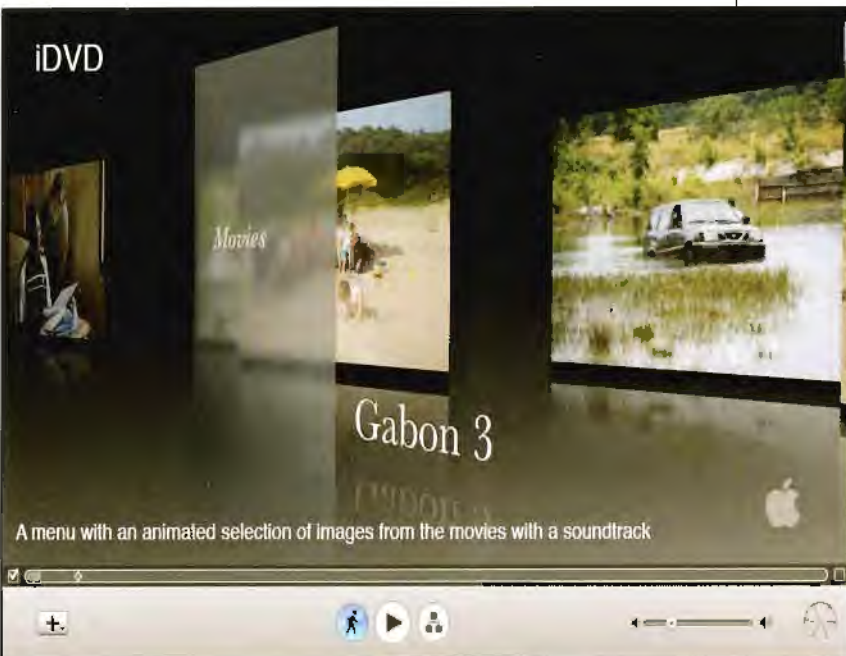 iDVD
Movies
Gabon 3
A menu with an animated selection of images from the movies with a soundtrack